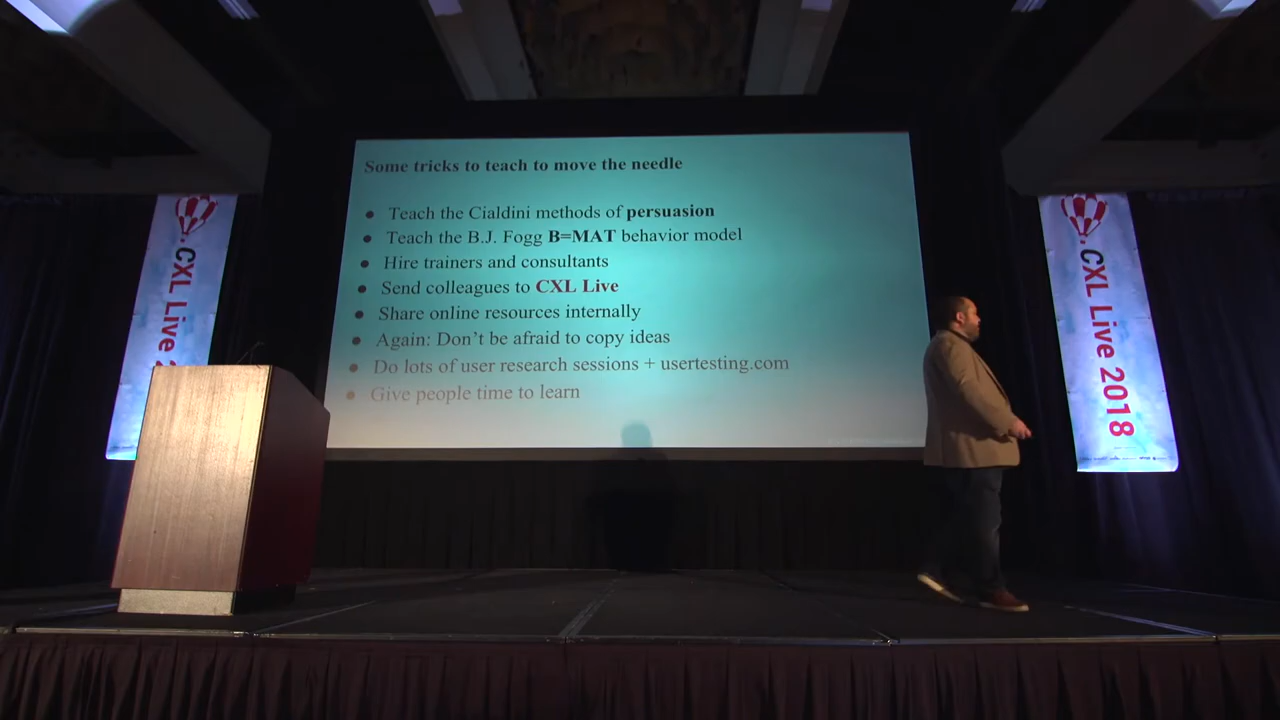 Some tricks to teach to move the needle
● Teach the Cialdini methods of persuasion
● Teach the B.J. Fogg B=MAT behavior model
● Hire trainers and consultants
● Send colleagues to CXL Live
● Share online resources internally
● Again: Don't be afraid to copy ideas
● Do lots of user research sessions + usertesting.com
● Give people time to learn
CXL Live 2
CXL Live 2018